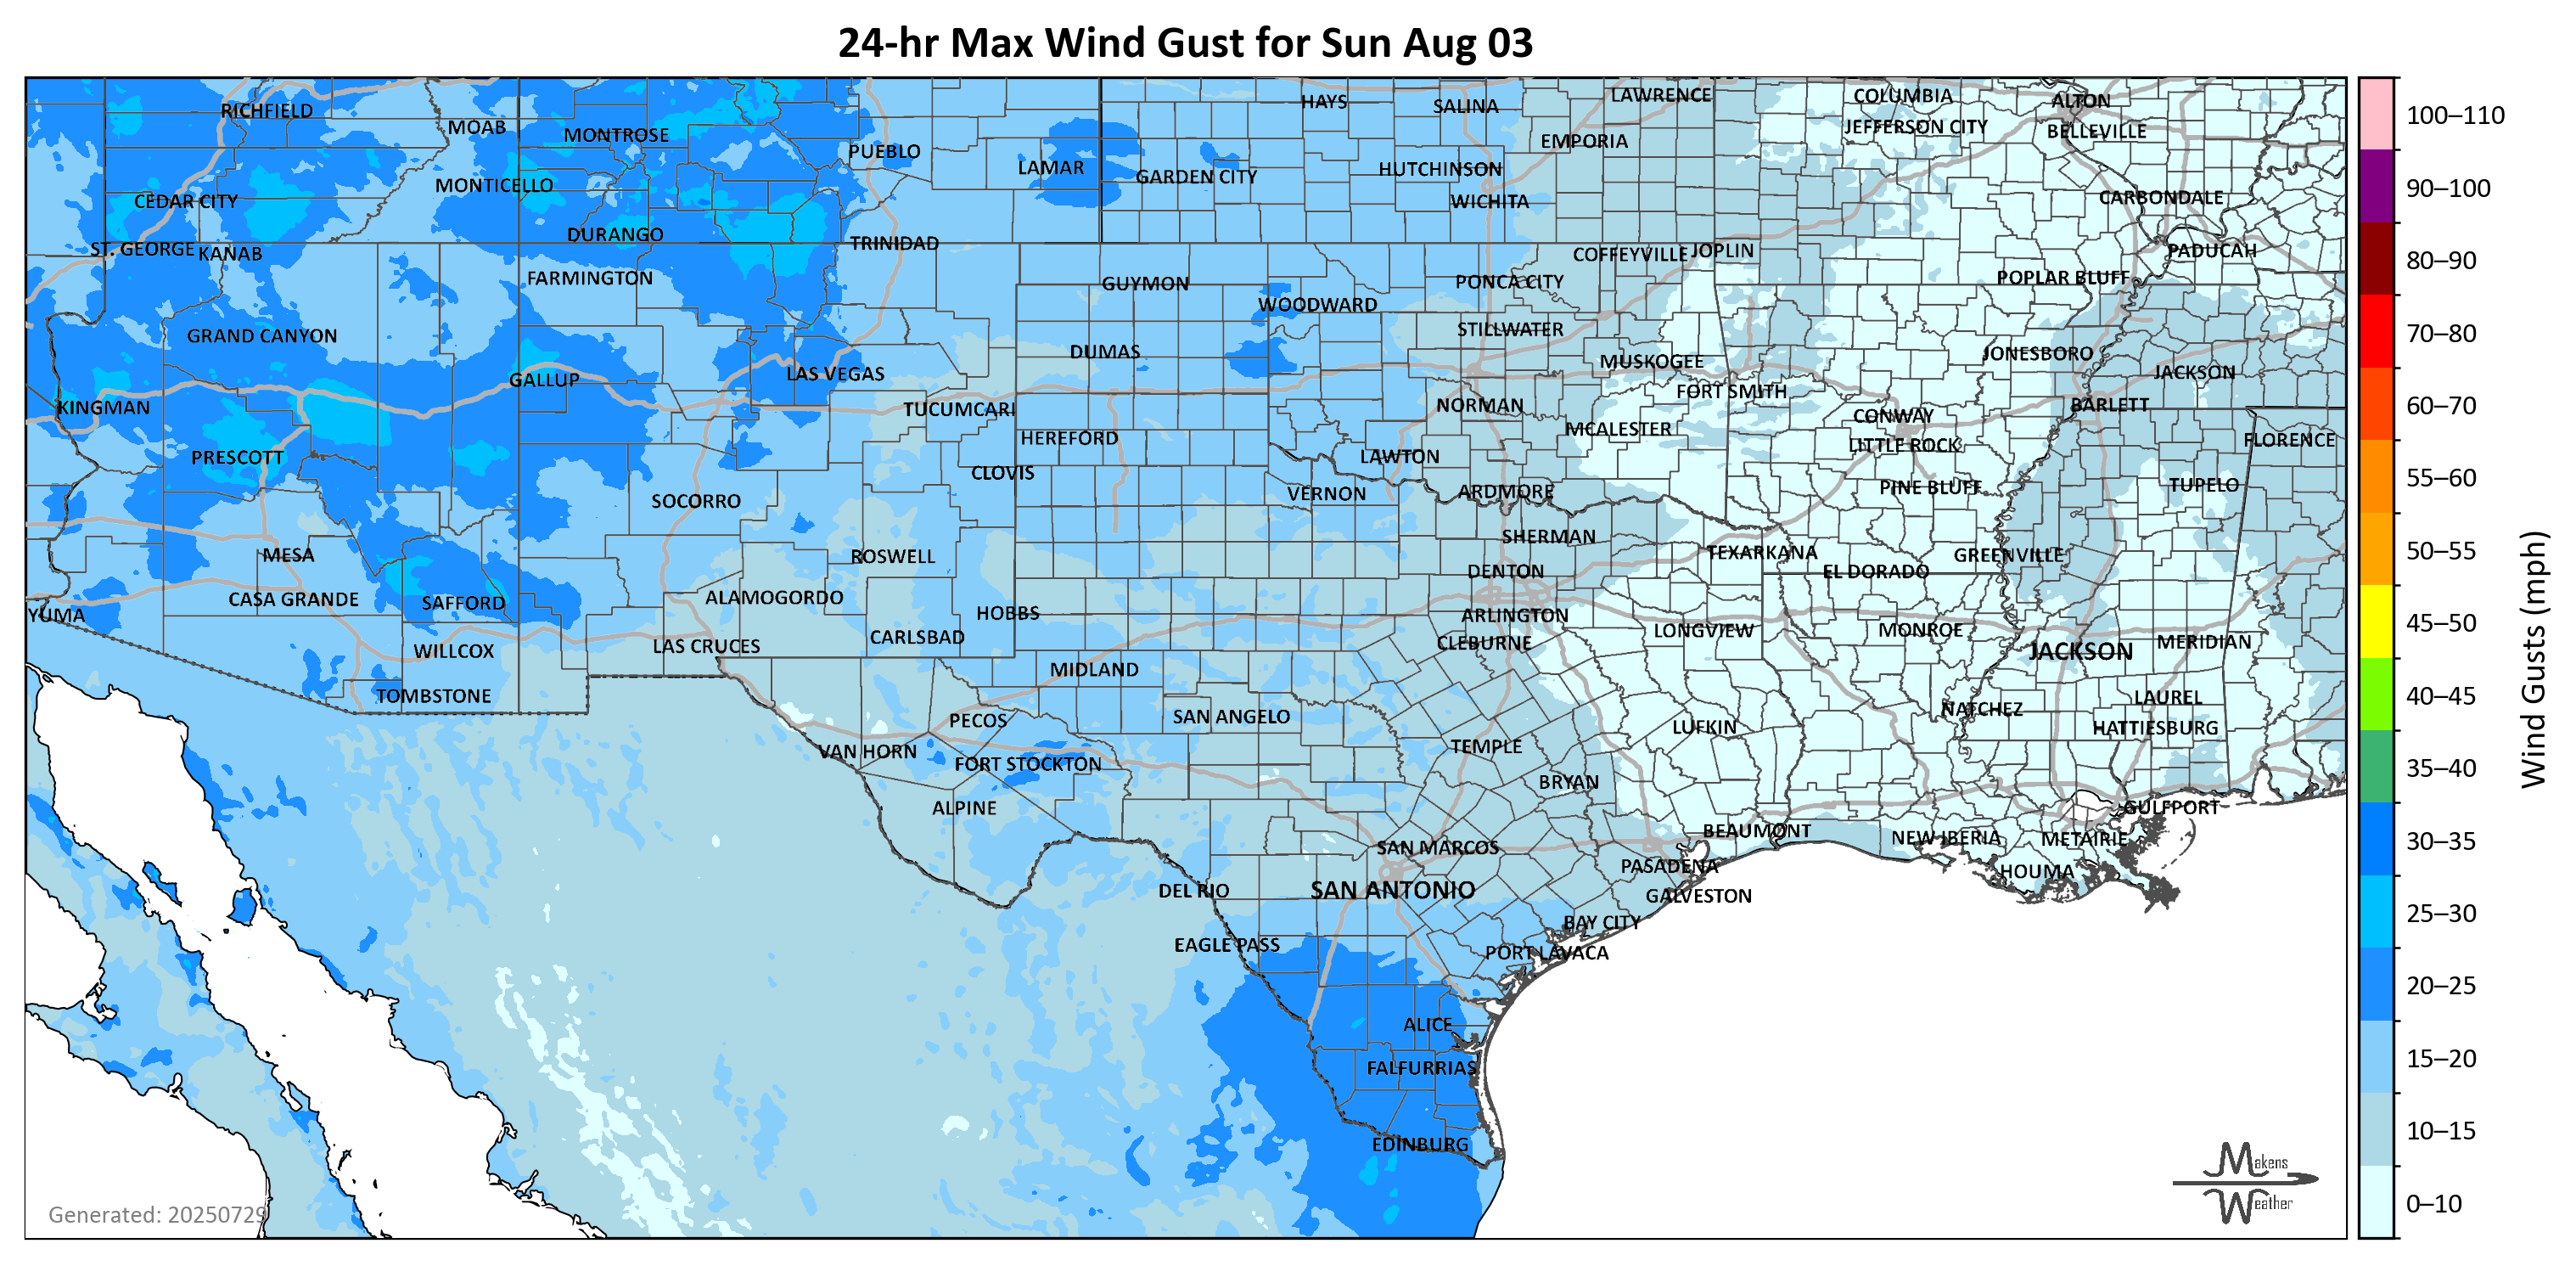 24-hr Max Wind Gust for Sun Aug 03
RICHFIELD
MOAB
MONTROSE
PUEBLO
LAMAR
HAYS
SALINA
LAWRENCE
EMPORIA
COLUMBIA
JEFFERSON CITY
ALTON
BELLEVILLE
MONTICELLO
CEDAR CITY
GARDEN CITY
HUTCHINSON
WICHITA
CARBONDALE
ST. GEORGE
KANAB
DURANGO
TRINIDAD
COFFEYVILLE
JOPLIN
PADUCAH
FARMINGTON
GUYMON
WOODWARD
PONCA CITY
POPLAR BLUFF
GRAND CANYON
STILLWATER
DUMAS
MUSKOGEE
JONESBORO
JACKSON
GALLUP
LAS VEGAS
KINGMAN
TUCUMCARI
NORMAN
FORT SMITH
CONWAY
BARLETT
HEREFORD
MCALESTER
LITTLE ROCK
FLORENCE
PRESCOTT
CLOVIS
LAWTON
SOCORRO
VERNON
ARDMORE
PINE BLUFF
TUPELO
MESA
ROSWELL
SHERMAN
TEXARKANA
GREENVILLE
DENTON
EL DORADO
YUMA
CASA GRANDE
SAFFORD
ALAMOGORDO
HOBBS
ARLINGTON
CARLSBAD
CLEBURNE
LONGVIEW
MONROE
WILLCOX
LAS CRUCES
MIDLAND
JACKSON
MERIDIAN
TOMBSTONE
PECOS
SAN ANGELO
NATCHEZ
LAUREL
LUFKIN
HATTIESBURG
VAN HORN
FORT STOCKTON
TEMPLE
BRYAN
ALPINE
GULFPORT
SAN MARCOS
BEAUMONT
NEW IBERIA
METAIRIE
PASADENA
HOUMA
DEL RIO
SAN ANTONIO
GALVESTON
BAY CITY
EAGLE PASS
PORT LAVACA
ALICE
FALFURRIAS
EDINBURG
Generated: 20250729
Makens
Weather
100–110
90–100
80–90
70–80
60–70
55–60
50–55
45–50
40–45
35–40
30–35
25–30
20–25
15–20
10–15
0–10
Wind Gusts (mph)